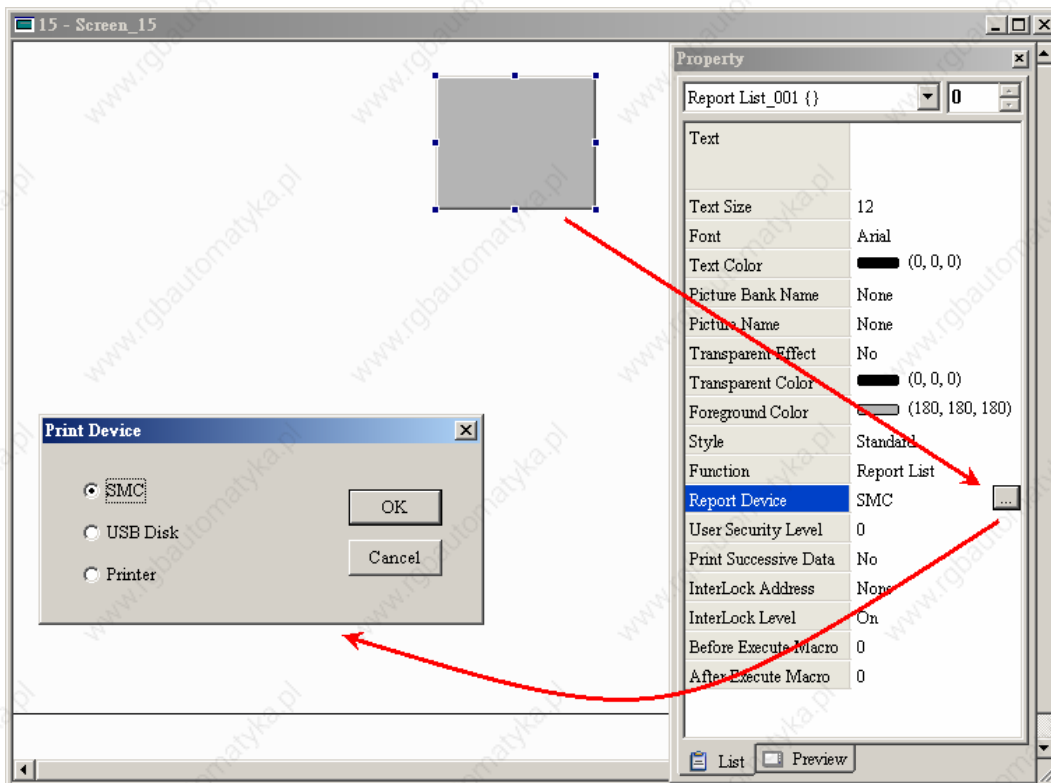 15 - Screen_15
Property
Report List_001 {}
0
Text
Text Size 12
Font Arial
Text Color (0, 0, 0)
Picture Bank Name None
Picture Name None
Transparent Effect No
Transparent Color (0, 0, 0)
Foreground Color (180, 180, 180)
Style Standard
Function Report List
Report Device SMC ...
User Security Level 0
Print Successive Data No
InterLock Address None
InterLock Level On
Before Execute Macro 0
After Execute Macro 0
List Preview
Print Device
SMC
USB Disk
Printer
OK
Cancel
www.rgbautomatyka.pl